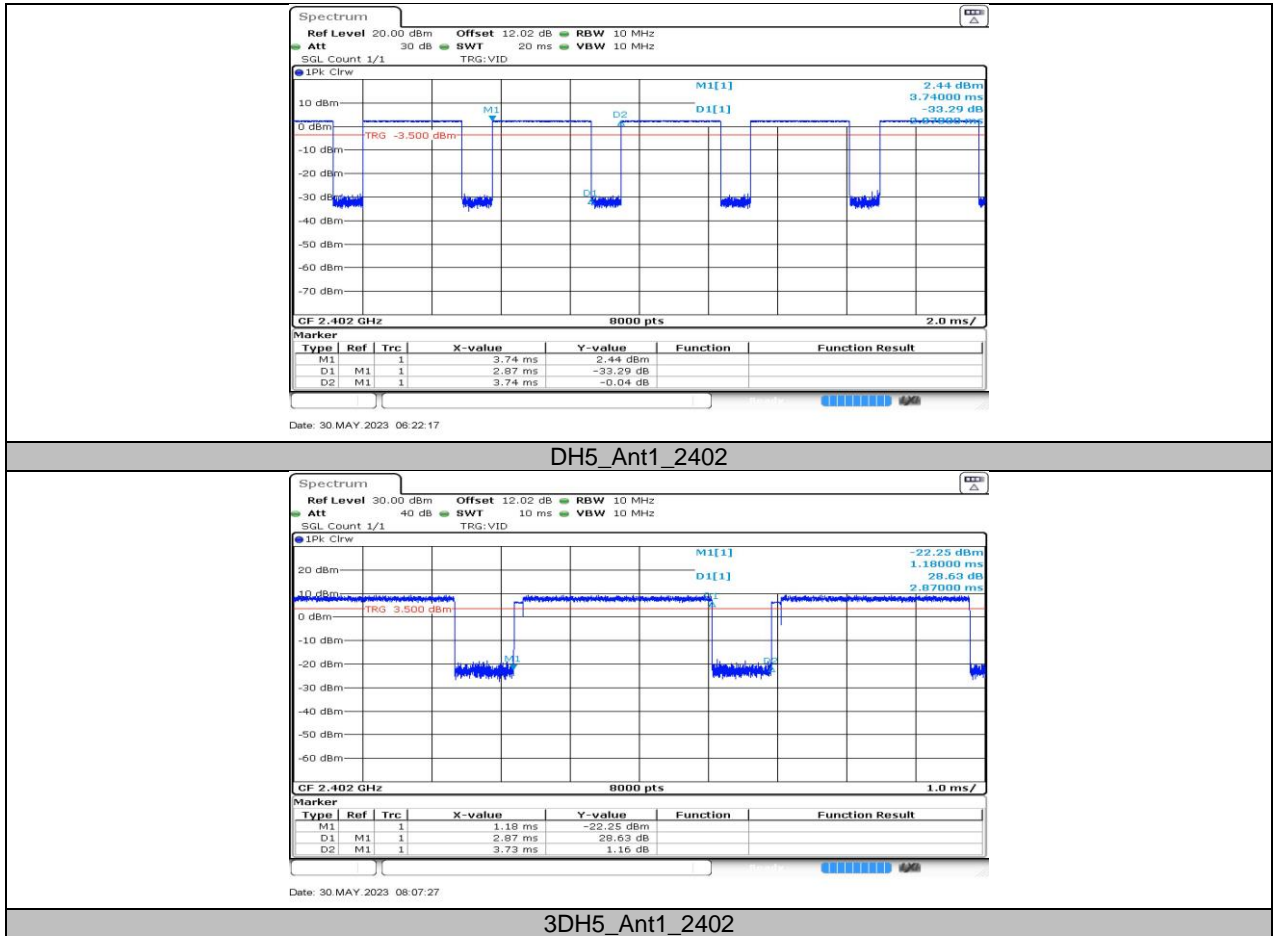 Spectrum
Ref Level 20.00 dBm Offset 12.02 dB RBW 10 MHz
Att 30 dB SWT 20 ms VBW 10 MHz
SGL Count 1/1 TRG:VID
1Pk Clrw
M1[1] 2.44 dBm
3.74000 ms
10 dBm
M1
D2
D1[1] -33.29 dB
2.87000 ms
0 dBm
TRG -3.500 dBm
-10 dBm
-20 dBm
-30 dBm
D1
-40 dBm
-50 dBm
-60 dBm
-70 dBm
CF 2.402 GHz 8000 pts 2.0 ms/
Marker
Type Ref Trc X-value Y-value Function Function Result
M1 1 3.74 ms 2.44 dBm
D1 M1 1 2.87 ms -33.29 dB
D2 M1 1 3.74 ms -0.04 dB
Date: 30.MAY.2023 06:22:17
DH5_Ant1_2402
Spectrum
Ref Level 30.00 dBm Offset 12.02 dB RBW 10 MHz
Att 40 dB SWT 10 ms VBW 10 MHz
SGL Count 1/1 TRG:VID
1Pk Clrw
M1[1] -22.25 dBm
1.18000 ms
20 dBm
D1[1] 28.63 dB
2.87000 ms
10 dBm
D1
TRG 3.500 dBm
0 dBm
-10 dBm
-20 dBm
M1
D2
-30 dBm
-40 dBm
-50 dBm
-60 dBm
CF 2.402 GHz 8000 pts 1.0 ms/
Marker
Type Ref Trc X-value Y-value Function Function Result
M1 1 1.18 ms -22.25 dBm
D1 M1 1 2.87 ms 28.63 dB
D2 M1 1 3.73 ms 1.16 dB
Date: 30.MAY.2023 08:07:27
3DH5_Ant1_2402